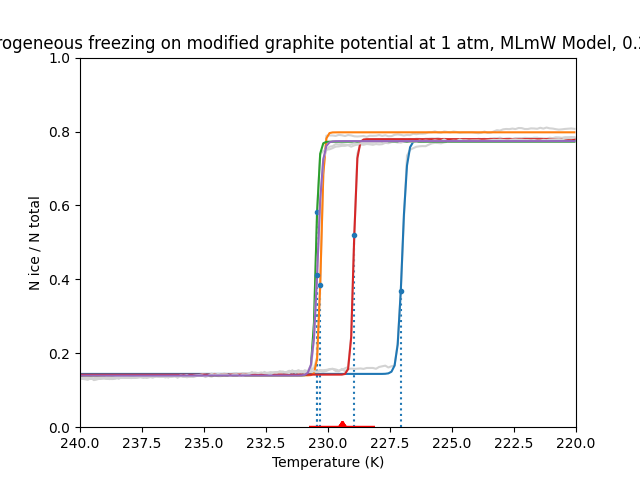 rogeneous freezing on modified graphite potential at 1 atm, MLmW Model, 0.
1.0
0.8
0.6
0.4
0.2
0.0
N ice / N total
240.0 237.5 235.0 232.5 230.0 227.5 225.0 222.5 220.0
Temperature (K)